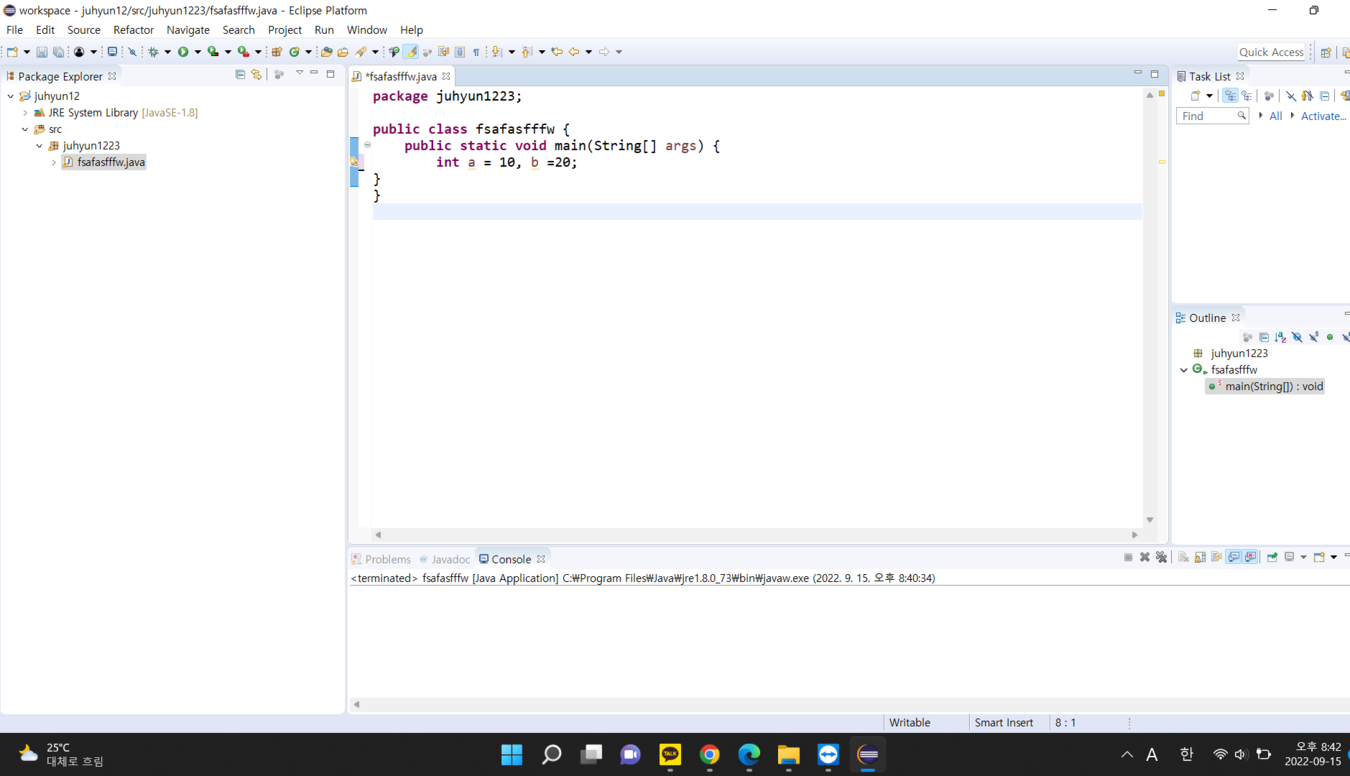 workspace - juhyun12/src/juhyun1223/fsafasfffw.java - Eclipse Platform
File Edit Source Refactor Navigate Search Project Run Window Help
Quick Access
Package Explorer
juhyun12
JRE System Library [JavaSE-1.8]
src
juhyun1223
fsafasfffw.java
*fsafasfffw.java
package juhyun1223;
public class fsafasfffw {
public static void main(String[] args) {
int a = 10, b =20;
}
}
Task List
Find
All
Activate...
Outline
juhyun1223
fsafasfffw
main(String[]) : void
Problems Javadoc Console
<terminated> fsafasfffw [Java Application] C:₩Program Files₩Java₩jre1.8.0_73₩bin₩javaw.exe (2022. 9. 15. 오후 8:40:34)
Writable Smart Insert 8 : 1
25°C
대체로 흐림
TALK
A 한
오후 8:42
2022-09-15